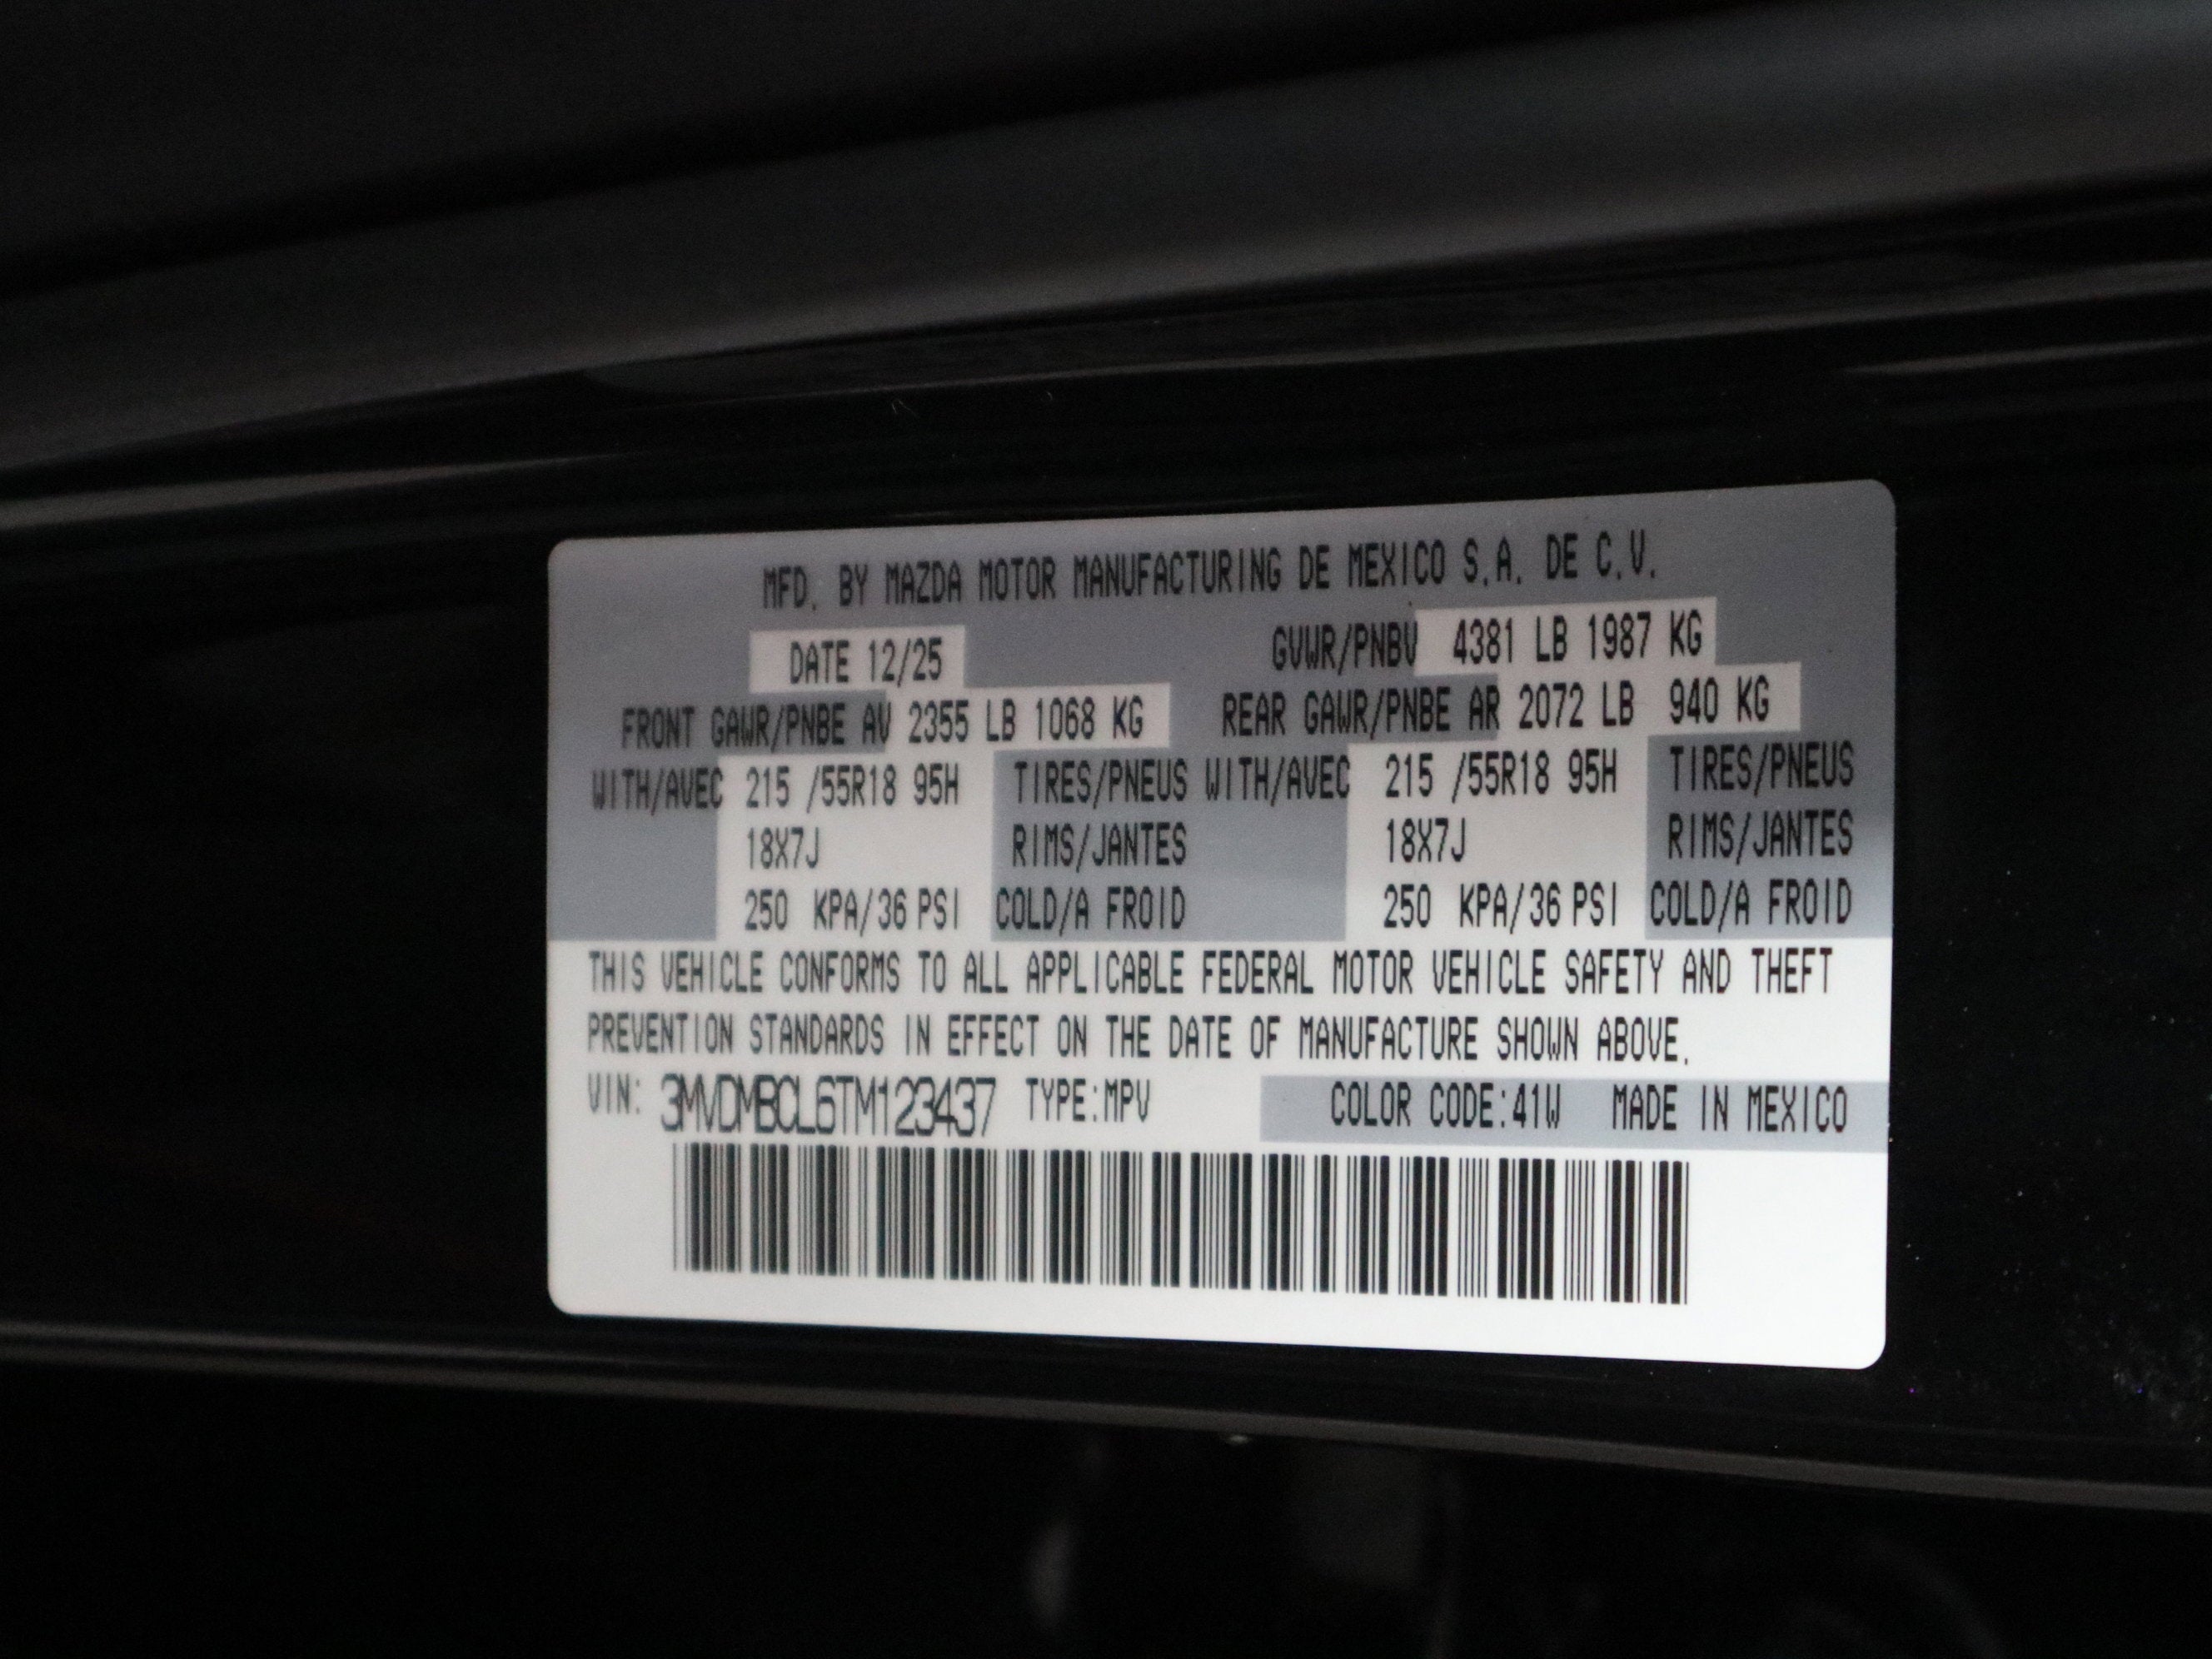 MFD. BY MAZDA MOTOR MANUFACTURING DE MEXICO S.A. DE C.V.
DATE 12/25 GVWR/PNBV 4381 LB 1987 KG
FRONT GAWR/PNBE AV 2355 LB 1068 KG REAR GAWR/PNBE AR 2072 LB 940 KG
WITH/AVEC 215 /55R18 95H TIRES/PNEUS WITH/AVEC 215 /55R18 95H TIRES/PNEUS
18X7J RIMS/JANTES 18X7J RIMS/JANTES
250 KPA/36 PSI COLD/A FROID 250 KPA/36 PSI COLD/A FROID
THIS VEHICLE CONFORMS TO ALL APPLICABLE FEDERAL MOTOR VEHICLE SAFETY AND THEFT
PREVENTION STANDARDS IN EFFECT ON THE DATE OF MANUFACTURE SHOWN ABOVE.
VIN: 3MVDMBCL6TM123437 TYPE:MPV COLOR CODE:41W MADE IN MEXICO